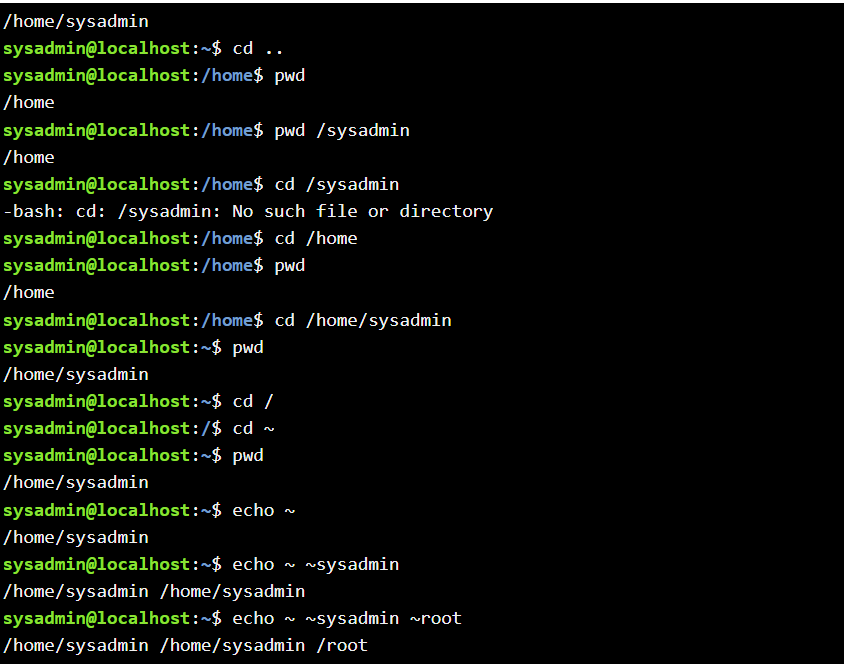 /home/sysadmin
sysadmin@localhost:~$ cd ..
sysadmin@localhost:/home$ pwd
/home
sysadmin@localhost:/home$ pwd /sysadmin
/home
sysadmin@localhost:/home$ cd /sysadmin
-bash: cd: /sysadmin: No such file or directory
sysadmin@localhost:/home$ cd /home
sysadmin@localhost:/home$ pwd
/home
sysadmin@localhost:/home$ cd /home/sysadmin
sysadmin@localhost:~$ pwd
/home/sysadmin
sysadmin@localhost:~$ cd /
sysadmin@localhost:/$ cd ~
sysadmin@localhost:~$ pwd
/home/sysadmin
sysadmin@localhost:~$ echo ~
/home/sysadmin
sysadmin@localhost:~$ echo ~ ~sysadmin
/home/sysadmin /home/sysadmin
sysadmin@localhost:~$ echo ~ ~sysadmin ~root
/home/sysadmin /home/sysadmin /root